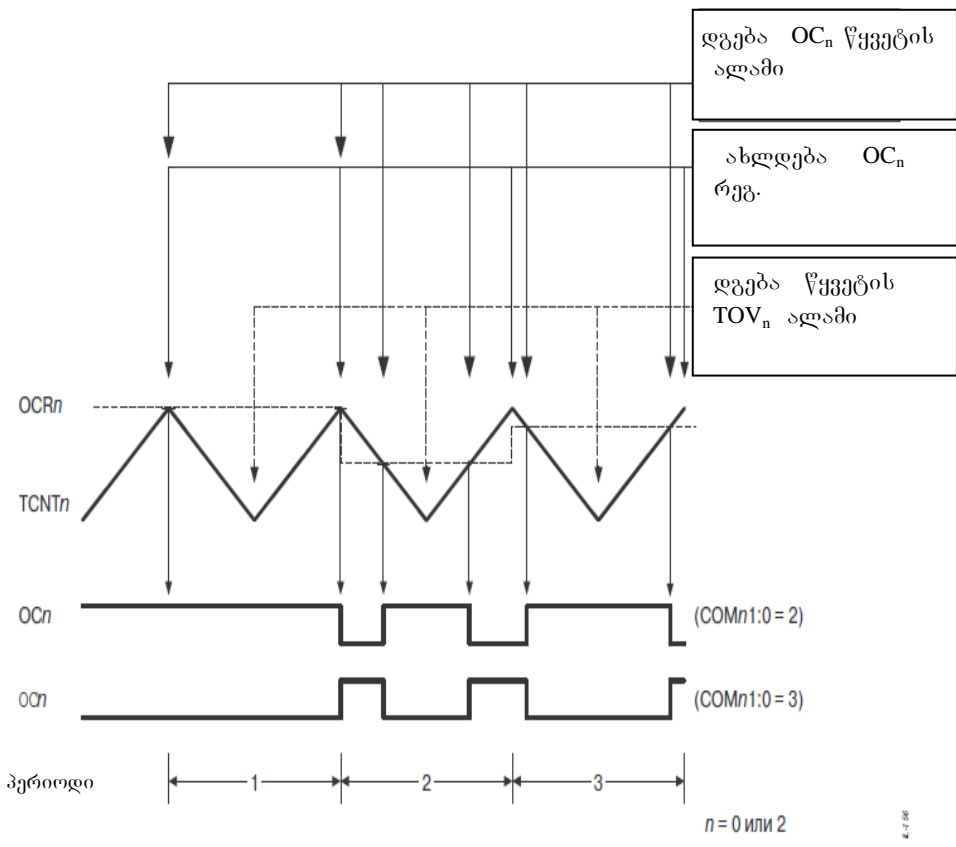 დგება OCn წყვეტის
ალამი
ახლდება OCn
რეგ.
დგება წყვეტის
TOVn ალამი
OCRn
TCNTn
OCn
(COMn1:0 = 2)
OCn
(COMn1:0 = 3)
პერიოდი
1
2
3
n = 0 или 2